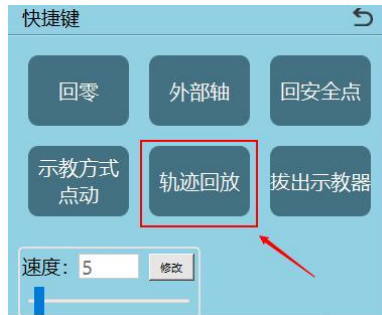 快捷键
回零
外部轴
回安全点
示教方式
点动
轨迹回放
拔出示教器
速度： 5 修改